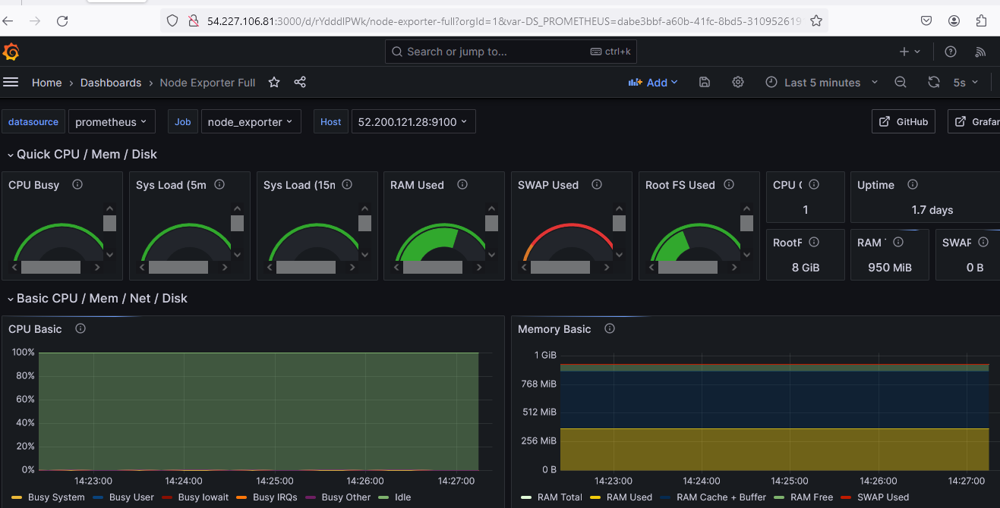 54.227.106.81:3000/d/rYdddlPWk/node-exporter-full?orgId=1&var-DS_PROMETHEUS=dabe3bbf-a60b-41fc-8bd5-310952619
Search or jump to... ctrl+k
Home > Dashboards > Node Exporter Full Add Last 5 minutes 5s
datasource prometheus Job node_exporter Host 52.200.121.28:9100 GitHub Grafar
Quick CPU / Mem / Disk
CPU Busy Sys Load (5m Sys Load (15m RAM Used SWAP Used Root FS Used CPU C Uptime
1 1.7 days
RootF RAM T SWAP
8 GiB 950 MiB 0 B
Basic CPU / Mem / Net / Disk
CPU Basic Memory Basic
100%
80%
60%
40%
20%
0%
14:23:00 14:24:00 14:25:00 14:26:00 14:27:00
Busy System Busy User Busy Iowait Busy IRQs Busy Other Idle
1 GiB
768 MiB
512 MiB
256 MiB
0 B
14:23:00 14:24:00 14:25:00 14:26:00 14:27:00
RAM Total RAM Used RAM Cache + Buffer RAM Free SWAP Used